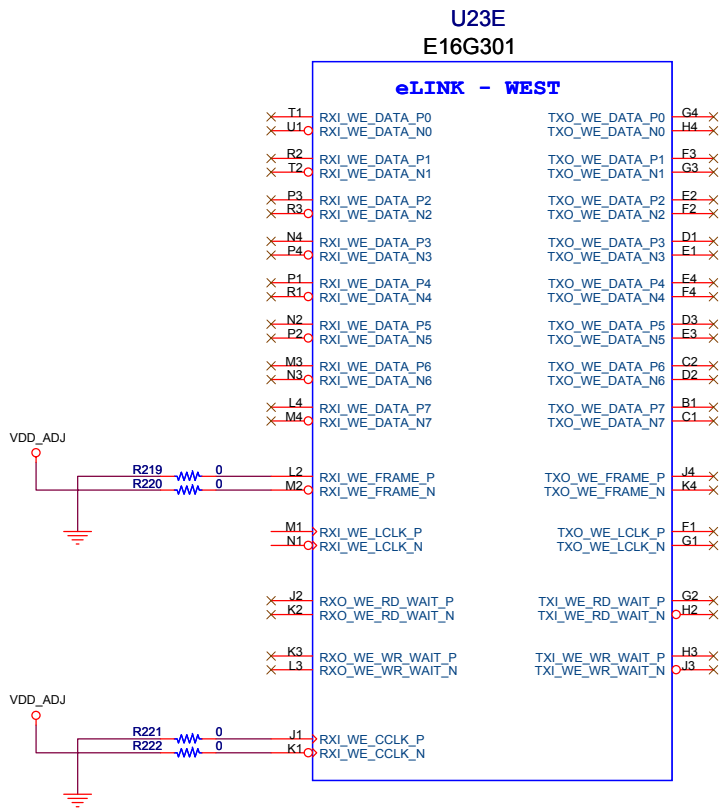 U23E
E16G301
eLINK - WEST
T1 RXI_WE_DATA_P0 TXO_WE_DATA_P0 G4
U1 RXI_WE_DATA_N0 TXO_WE_DATA_N0 H4
R2 RXI_WE_DATA_P1 TXO_WE_DATA_P1 F3
T2 RXI_WE_DATA_N1 TXO_WE_DATA_N1 G3
P3 RXI_WE_DATA_P2 TXO_WE_DATA_P2 E2
R3 RXI_WE_DATA_N2 TXO_WE_DATA_N2 F2
N4 RXI_WE_DATA_P3 TXO_WE_DATA_P3 D1
P4 RXI_WE_DATA_N3 TXO_WE_DATA_N3 E1
P1 RXI_WE_DATA_P4 TXO_WE_DATA_P4 E4
R1 RXI_WE_DATA_N4 TXO_WE_DATA_N4 F4
N2 RXI_WE_DATA_P5 TXO_WE_DATA_P5 D3
P2 RXI_WE_DATA_N5 TXO_WE_DATA_N5 E3
M3 RXI_WE_DATA_P6 TXO_WE_DATA_P6 C2
N3 RXI_WE_DATA_N6 TXO_WE_DATA_N6 D2
L4 RXI_WE_DATA_P7 TXO_WE_DATA_P7 B1
M4 RXI_WE_DATA_N7 TXO_WE_DATA_N7 C1
VDD_ADJ
R219 0 L2 RXI_WE_FRAME_P TXO_WE_FRAME_P J4
R220 0 M2 RXI_WE_FRAME_N TXO_WE_FRAME_N K4
M1 RXI_WE_LCLK_P TXO_WE_LCLK_P F1
N1 RXI_WE_LCLK_N TXO_WE_LCLK_N G1
J2 RXO_WE_RD_WAIT_P TXI_WE_RD_WAIT_P G2
K2 RXO_WE_RD_WAIT_N TXI_WE_RD_WAIT_N H2
K3 RXO_WE_WR_WAIT_P TXI_WE_WR_WAIT_P H3
L3 RXO_WE_WR_WAIT_N TXI_WE_WR_WAIT_N J3
VDD_ADJ
R221 0 J1 RXI_WE_CCLK_P
R222 0 K1 RXI_WE_CCLK_N